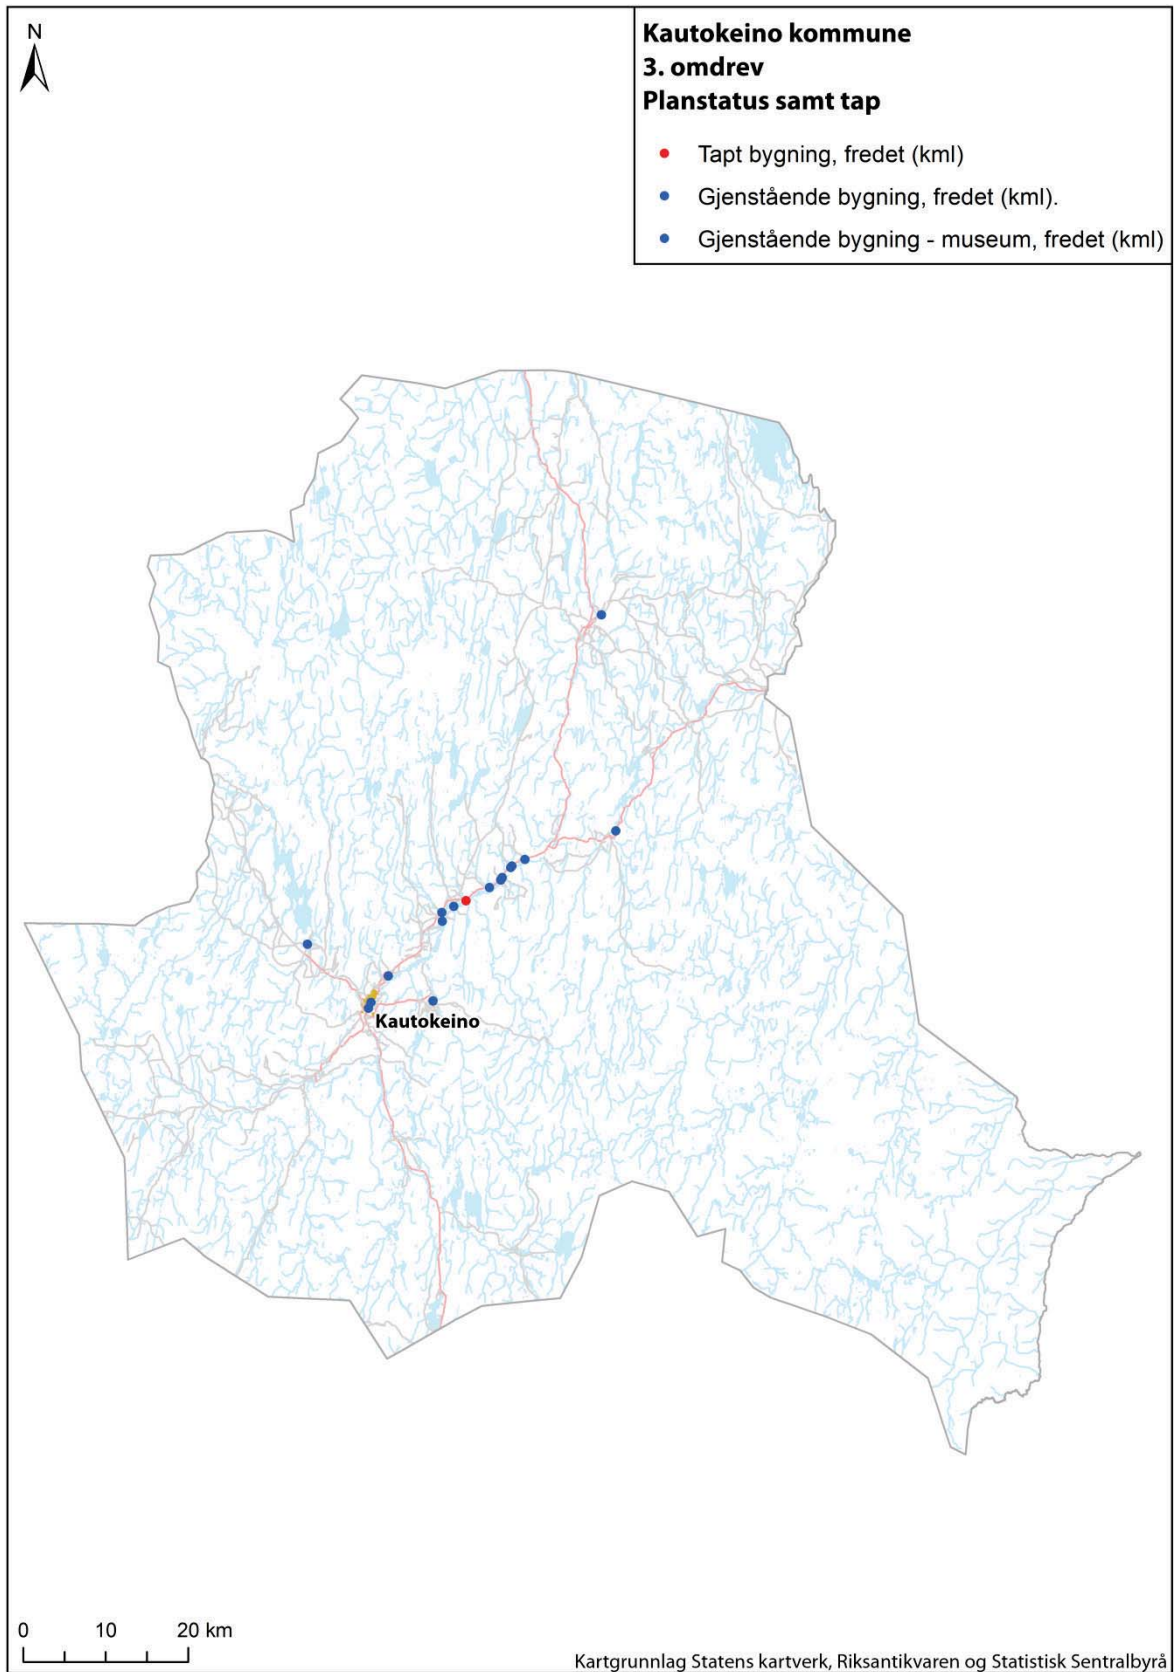 N
Kautokeino kommune
3. omdrev
Planstatus samt tap
Tapt bygning, fredet (kml)
Gjenstående bygning, fredet (kml).
Gjenstående bygning - museum, fredet (kml)
Kautokeino
0 10 20 km
Kartgrunnlag Statens kartverk, Riksantikvaren og Statistisk Sentralbyrå